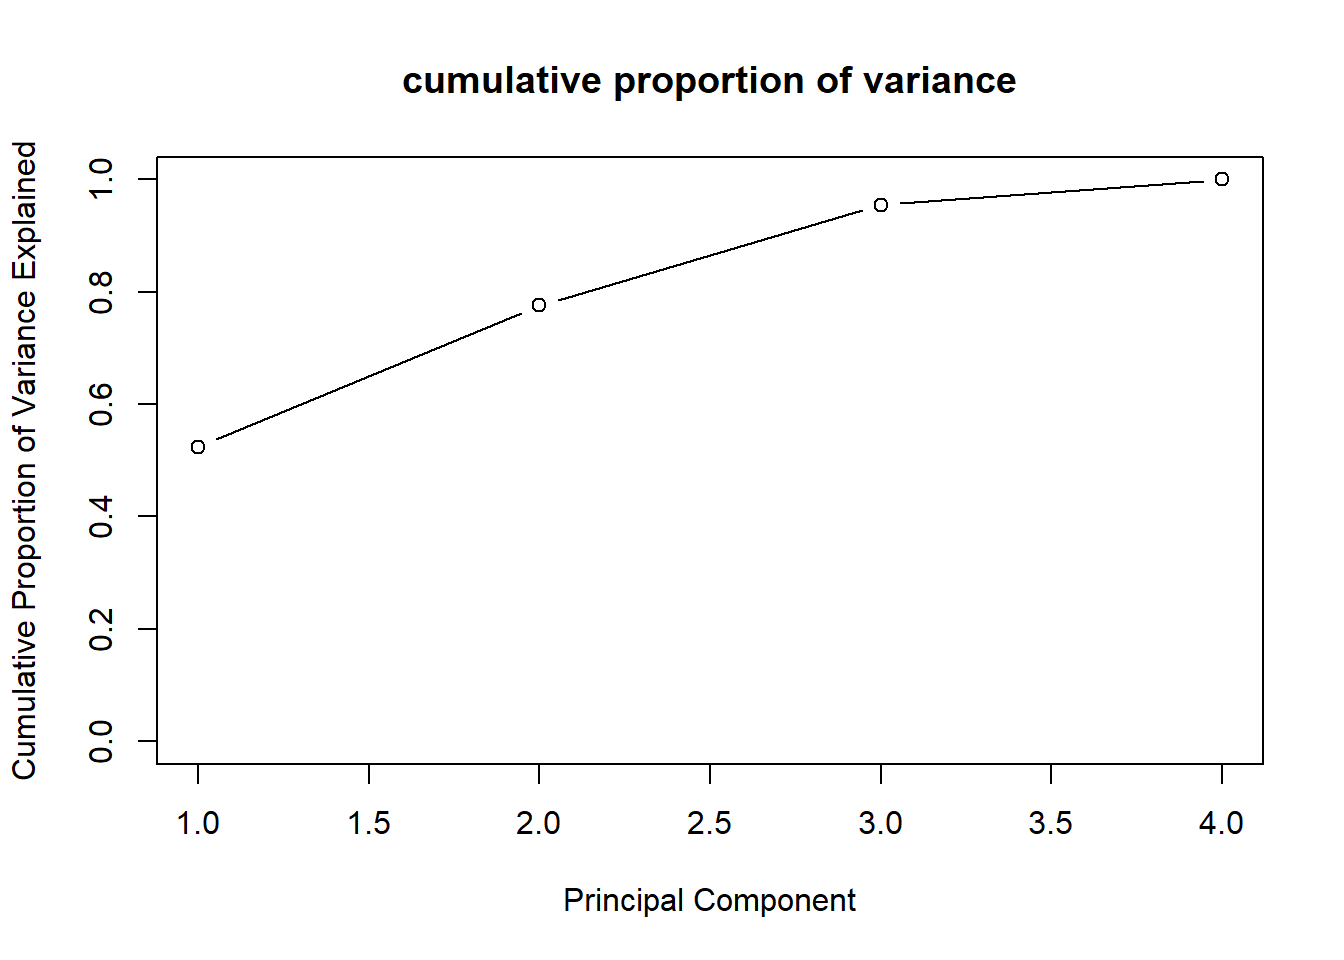 cumulative proportion of variance
Cumulative Proportion of Variance Explained
1.0
0.8
0.6
0.4
0.2
0.0
1.0 1.5 2.0 2.5 3.0 3.5 4.0
Principal Component